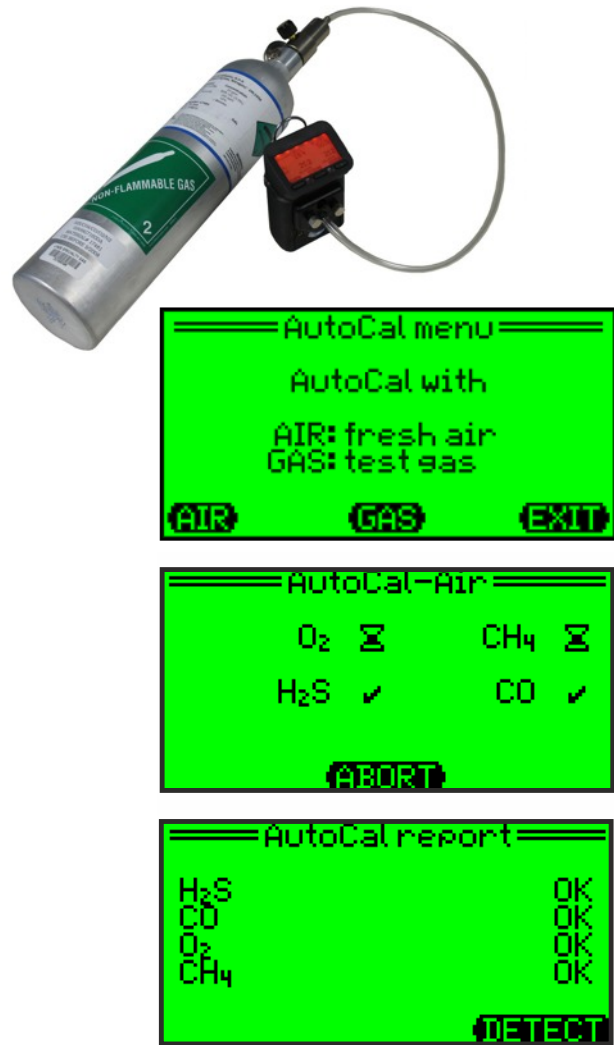 NON-FLAMMABLE GAS
2
AutoCal menu
AutoCal with
AIR: fresh air
GAS: test gas
AIR GAS EXIT
AutoCal-Air
O₂ CH₄
H₂S ✓ CO ✓
ABORT
AutoCal report
H₂S OK
CO OK
O₂ OK
CH₄ OK
DETECT